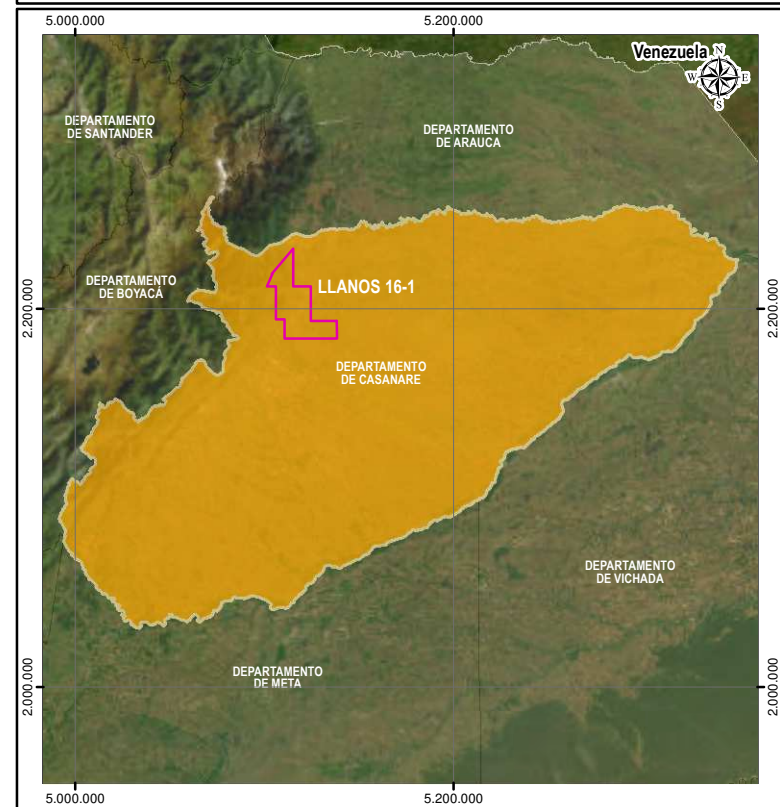 5.000.000
5.200.000
Venezuela
N
W
E
S
DEPARTAMENTO
DE SANTANDER
DEPARTAMENTO
DE ARAUCA
DEPARTAMENTO
DE BOYACÁ
LLANOS 16-1
2.200.000
2.200.000
DEPARTAMENTO
DE CASANARE
DEPARTAMENTO
DE VICHADA
DEPARTAMENTO
DE META
2.000.000
2.000.000
5.000.000
5.200.000